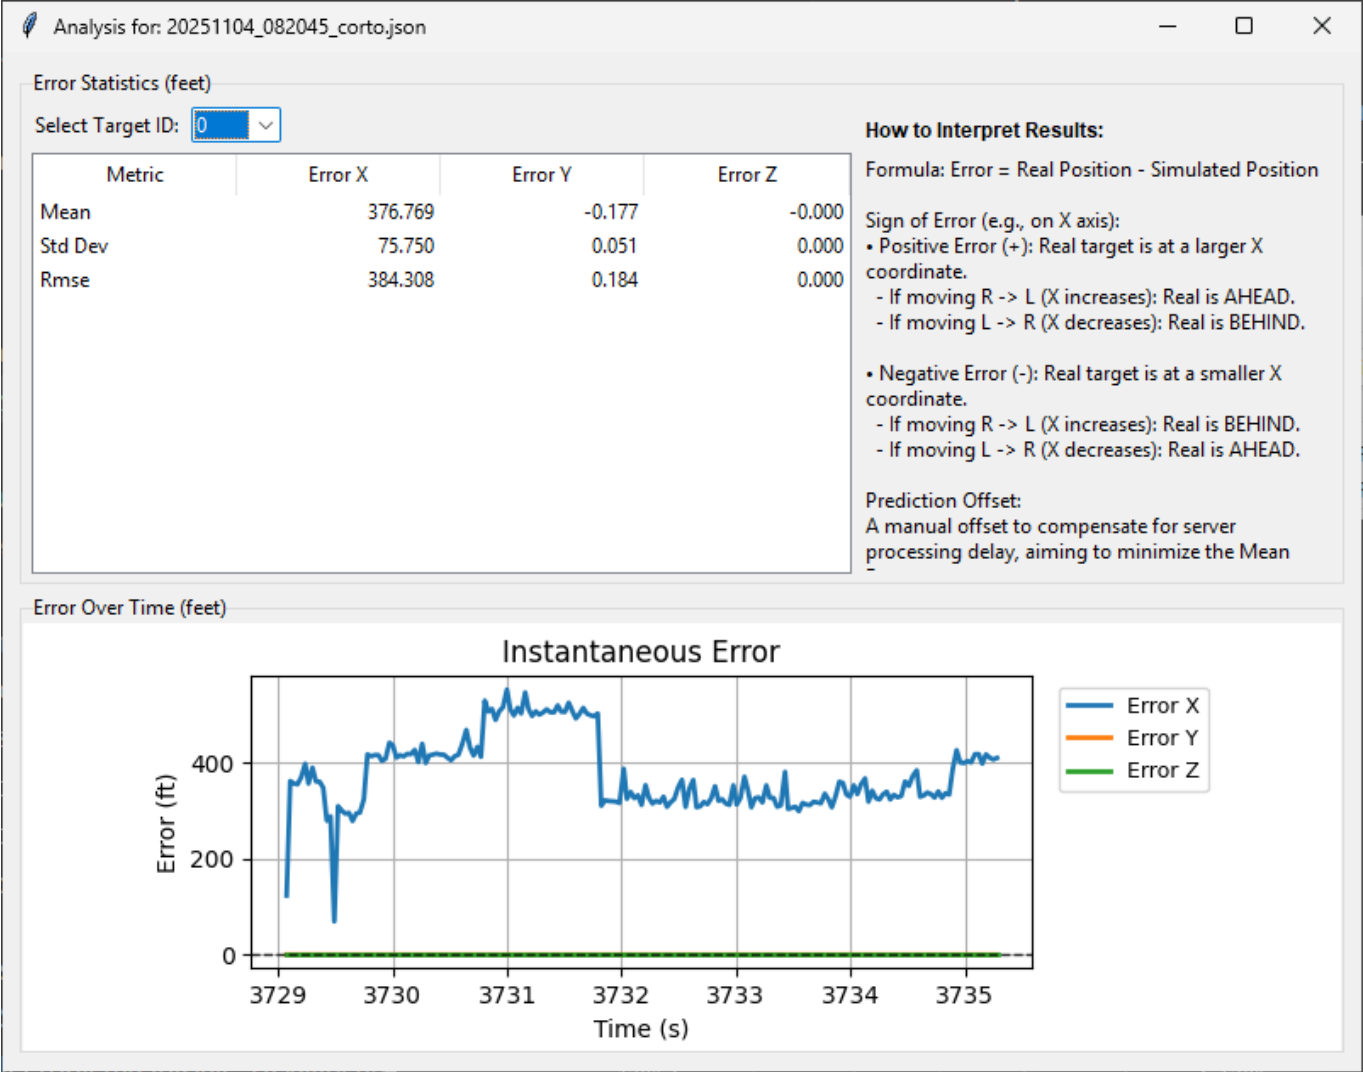 Analysis for: 20251104_082045_corto.json
Error Statistics (feet)
Select Target ID: 0
Metric Error X Error Y Error Z
Mean 376.769 -0.177 -0.000
Std Dev 75.750 0.051 0.000
Rmse 384.308 0.184 0.000
How to Interpret Results:
Formula: Error = Real Position - Simulated Position
Sign of Error (e.g., on X axis):
• Positive Error (+): Real target is at a larger X
coordinate.
- If moving R -> L (X increases): Real is AHEAD.
- If moving L -> R (X decreases): Real is BEHIND.
• Negative Error (-): Real target is at a smaller X
coordinate.
- If moving R -> L (X increases): Real is BEHIND.
- If moving L -> R (X decreases): Real is AHEAD.
Prediction Offset:
A manual offset to compensate for server
processing delay, aiming to minimize the Mean
Error Over Time (feet)
Instantaneous Error
Error X
Error Y
Error Z
Error (ft)
400
200
0
3729 3730 3731 3732 3733 3734 3735
Time (s)